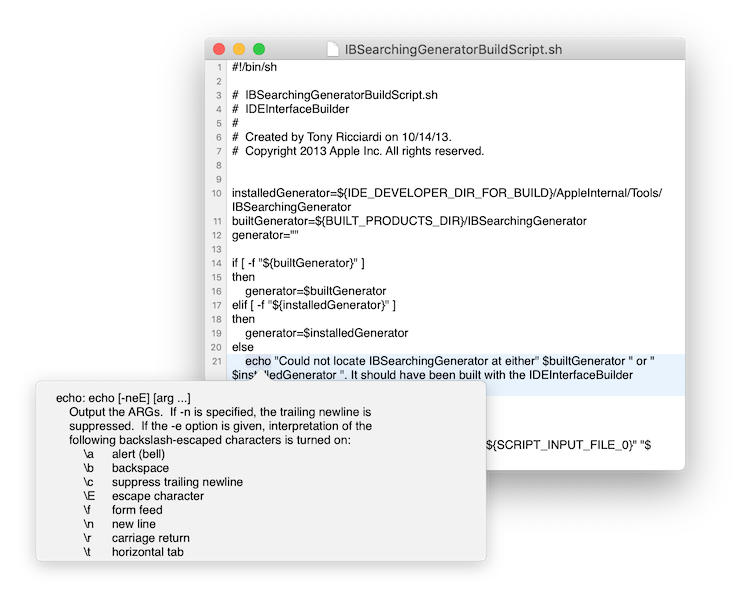 IBSearchingGeneratorBuildScript.sh
1 #!/bin/sh
2
3 #  IBSearchingGeneratorBuildScript.sh
4 #  IDEInterfaceBuilder
5 #
6 #  Created by Tony Ricciardi on 10/14/13.
7 #  Copyright 2013 Apple Inc. All rights reserved.
8
9
10 installedGenerator=${IDE_DEVELOPER_DIR_FOR_BUILD}/AppleInternal/Tools/
IBSearchingGenerator
11 builtGenerator=${BUILT_PRODUCTS_DIR}/IBSearchingGenerator
12 generator=""
13
14 if [ -f "${builtGenerator}" ]
15 then
16     generator=$builtGenerator
17 elif [ -f "${installedGenerator}" ]
18 then
19     generator=$installedGenerator
20 else
21     echo "Could not locate IBSearchingGenerator at either" $builtGenerator " or "
". It should have been built with the IDEInterfaceBuilder
${SCRIPT_INPUT_FILE_0}" "$
echo: echo [-neE] [arg ...]
Output the ARGs.  If -n is specified, the trailing newline is
suppressed.  If the -e option is given, interpretation of the
following backslash-escaped characters is turned on:
\a alert (bell)
\b backspace
\c suppress trailing newline
\E escape character
\f form feed
\n new line
\r carriage return
\t horizontal tab